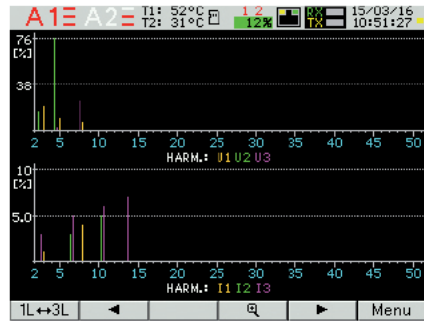 A1 A2 T1: 52°C 1 2 RX 15/03/16
T2: 31°C 12% TX 10:51:27
76
[%]
38
2 5 10 15 20 25 30 35 40 45 50
HARM.: U1 U2 U3
10
[%]
5.0
2 5 10 15 20 25 30 35 40 45 50
HARM.: I1 I2 I3
1L↔3L ◄ ► Menu